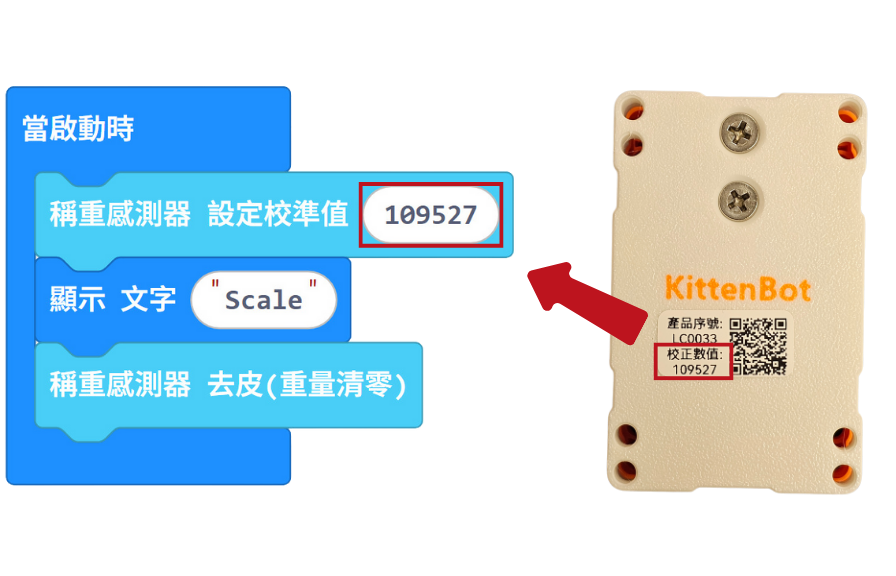 當啟動時
稱重感測器 設定校準值 109527
顯示 文字 "Scale"
稱重感測器 去皮(重量清零)
KittenBot
產品序號:
LC0033
校正數值:
109527